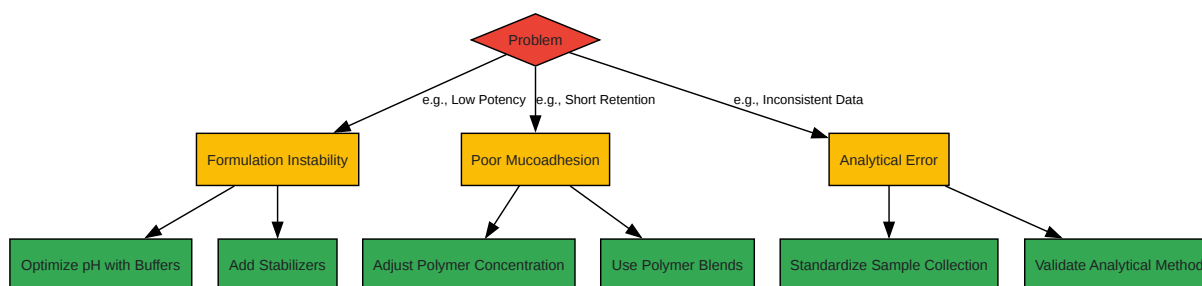 Problem
e.g., Low Potency
e.g., Short Retention
e.g., Inconsistent Data
Formulation Instability
Poor Mucoadhesion
Analytical Error
Optimize pH with Buffers
Add Stabilizers
Adjust Polymer Concentration
Use Polymer Blends
Standardize Sample Collection
Validate Analytical Method